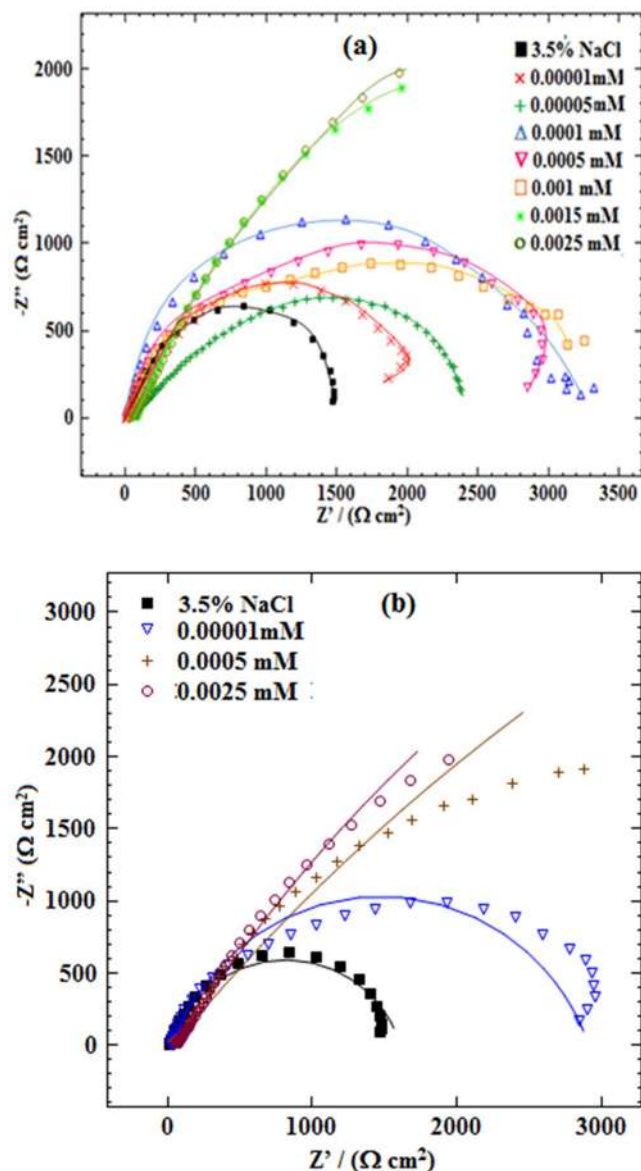 (a)
3.5% NaCl
0.00001mM
0.00005mM
0.0001 mM
0.0005 mM
0.001 mM
0.0015 mM
0.0025 mM
2000
1500
1000
500
0
-Z” (Ω cm²)
0 500 1000 1500 2000 2500 3000 3500
Z’ / (Ω cm²)
(b)
3.5% NaCl
0.00001mM
0.0005 mM
0.0025 mM
3000
2500
2000
1500
1000
500
0
-Z” (Ω cm²)
0 1000 2000 3000
Z’ / (Ω cm²)